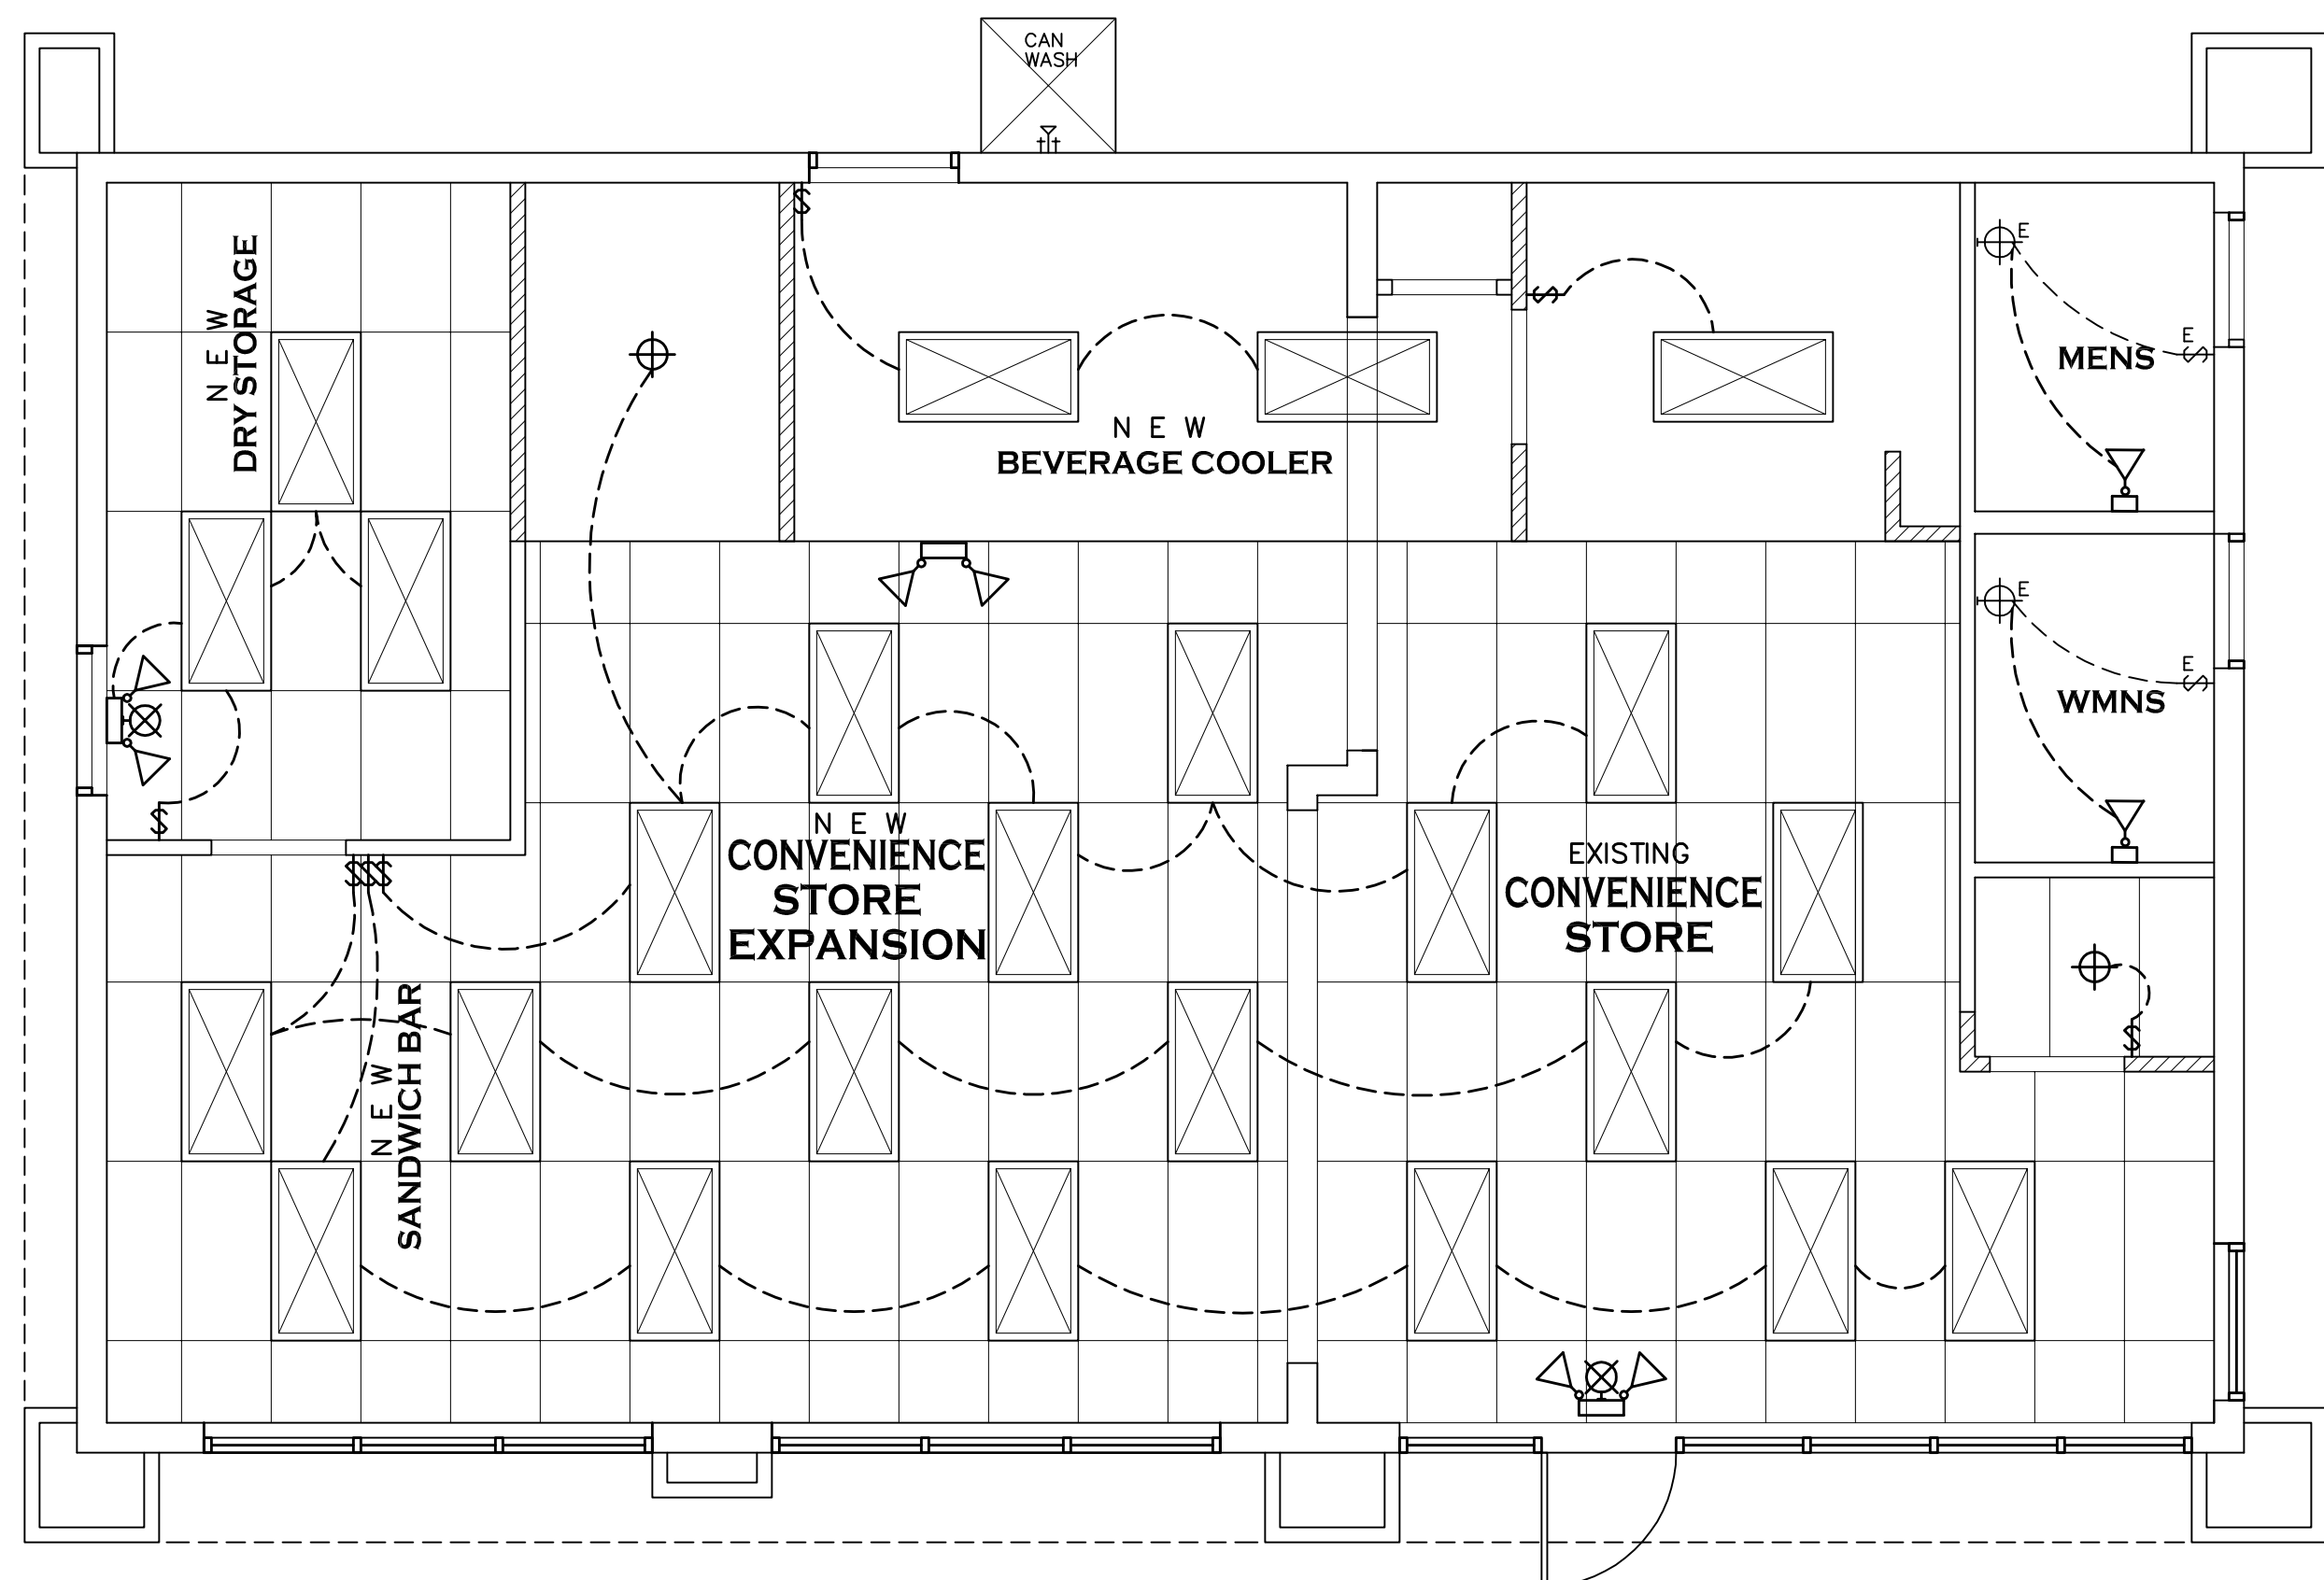 CAN
WASH
NEW
DRY STORAGE
NEW
BEVERAGE COOLER
E
E
MENS
E
E
WMNS
NEW
CONVENIENCE
STORE
EXPANSION
EXISTING
CONVENIENCE
STORE
NEW
SANDWICH BAR
$
$
$
$
$
$
$
$
$